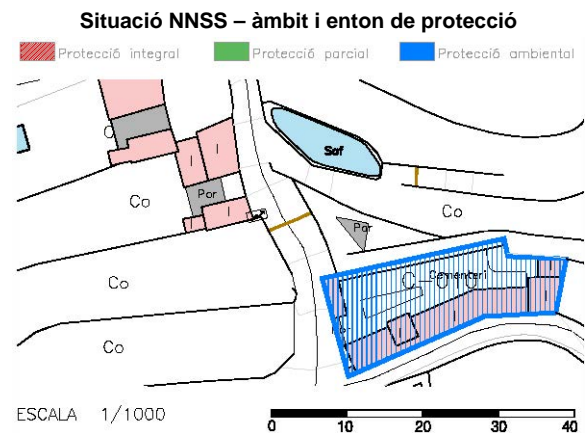 Situació NNSS – àmbit i enton de protecció
Protecció integral
Protecció parcial
Protecció ambiental
Saf
Co
Por
Co
Por
Cementeri
Co
Co
I
I
I
I
I
I
I
I
ESCALA 1/1000
0 10 20 30 40